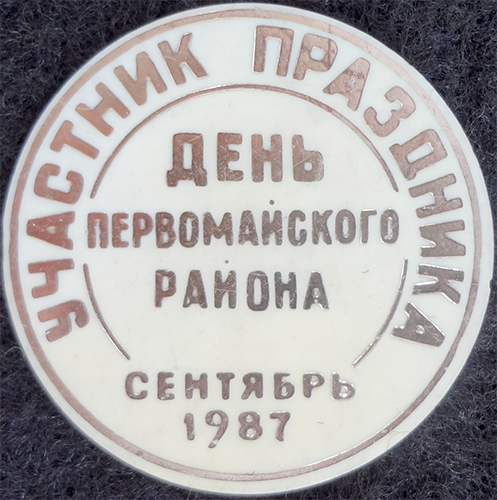 УЧАСТНИК ПРАЗДНИКА
ДЕНЬ
ПЕРВОМАЙСКОГО
РАЙОНА
СЕНТЯБРЬ
1987